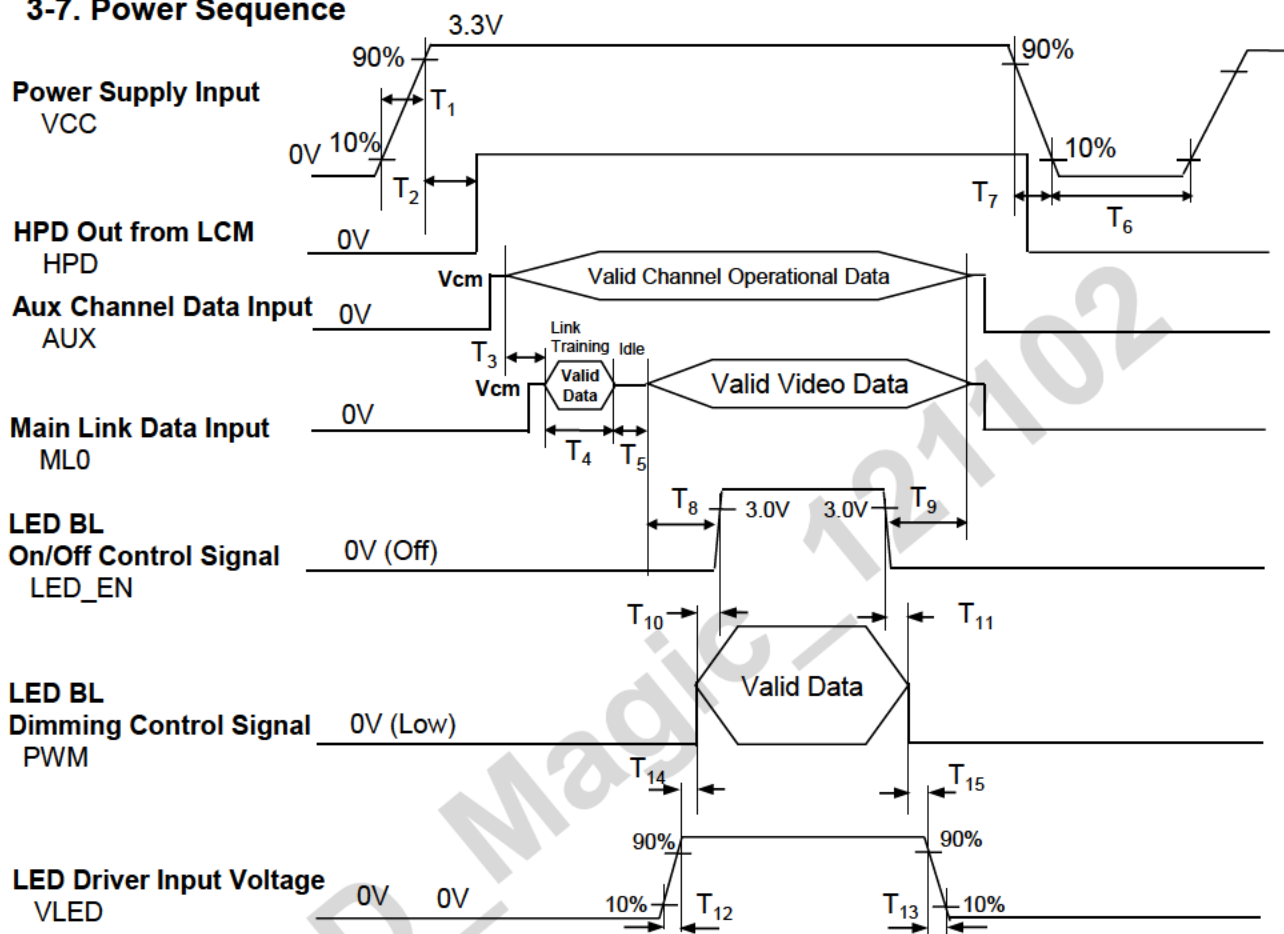 3-7. Power Sequence
3.3V
90%
90%
Power Supply Input
VCC
T1
0V
10%
10%
T2
T7
T6
HPD Out from LCM
HPD
0V
Vcm
Valid Channel Operational Data
Aux Channel Data Input
AUX
0V
Link
Training
Idle
T3
Vcm
Valid
Data
Valid Video Data
Main Link Data Input
ML0
0V
T4
T5
T8
3.0V
3.0V
T9
LED BL
On/Off Control Signal
LED_EN
0V (Off)
T10
T11
Valid Data
LED BL
Dimming Control Signal
PWM
0V (Low)
T14
T15
90%
90%
LED Driver Input Voltage
VLED
0V
0V
10%
T12
T13
10%
D_Magic_121102